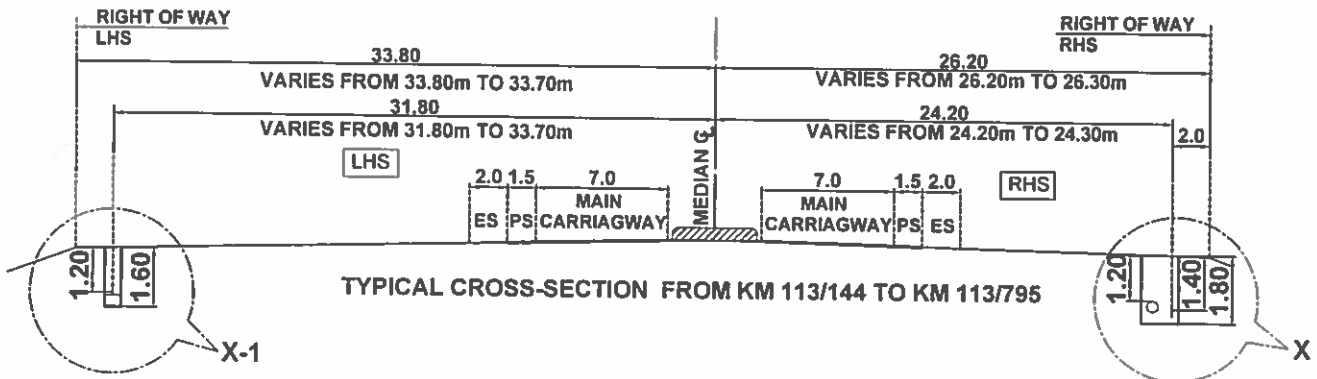 RIGHT OF WAY
LHS
RIGHT OF WAY
RHS
33.80
VARIES FROM 33.80m TO 33.70m
26.20
VARIES FROM 26.20m TO 26.30m
31.80
VARIES FROM 31.80m TO 33.70m
24.20
VARIES FROM 24.20m TO 24.30m
2.0
LHS
MEDIAN ℄
RHS
2.0 1.5 7.0
ES PS MAIN
CARRIAGWAY
7.0 1.5 2.0
MAIN
CARRIAGWAY PS ES
1.20
1.60
1.20
1.40
1.80
TYPICAL CROSS-SECTION FROM KM 113/144 TO KM 113/795
X-1
X